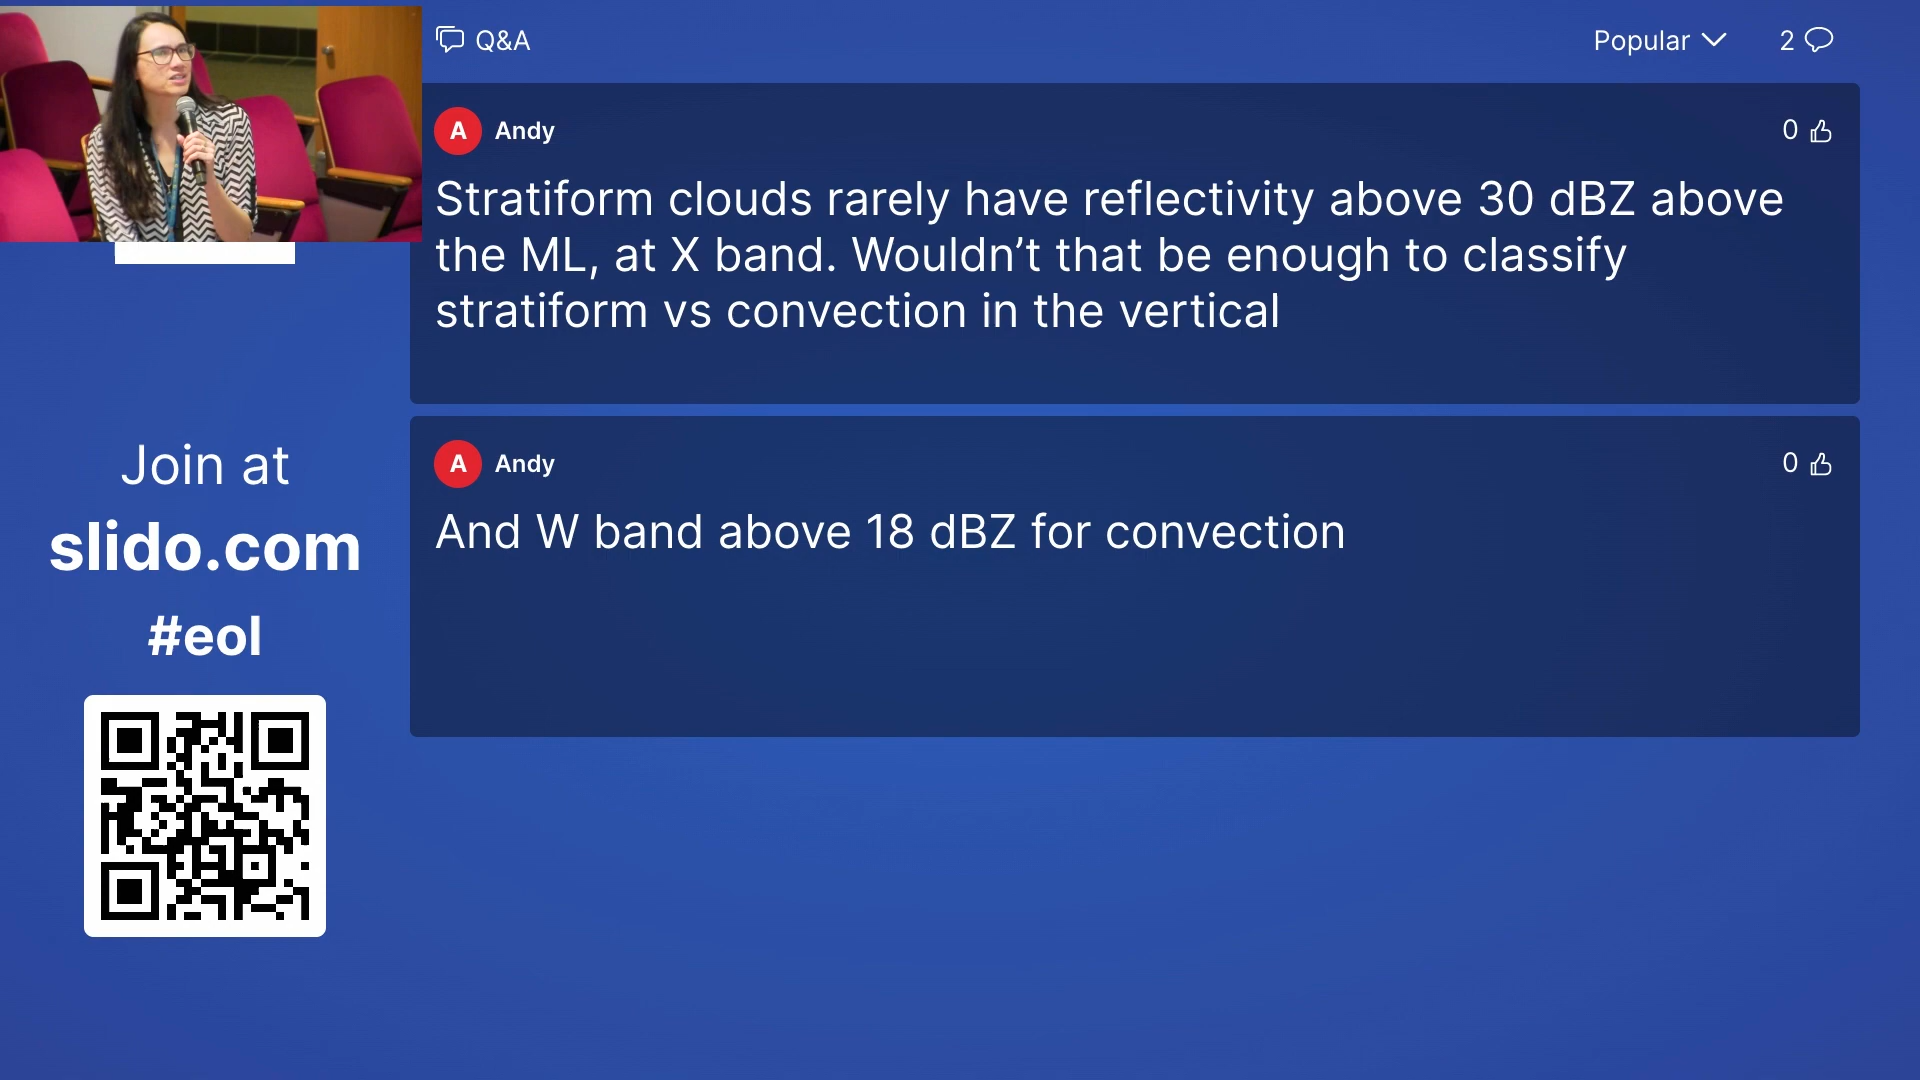 Q&A
Popular
2
A Andy
0
Stratiform clouds rarely have reflectivity above 30 dBZ above
the ML, at X band. Wouldn’t that be enough to classify
stratiform vs convection in the vertical
A Andy
0
And W band above 18 dBZ for convection
Join at
slido.com
#eol